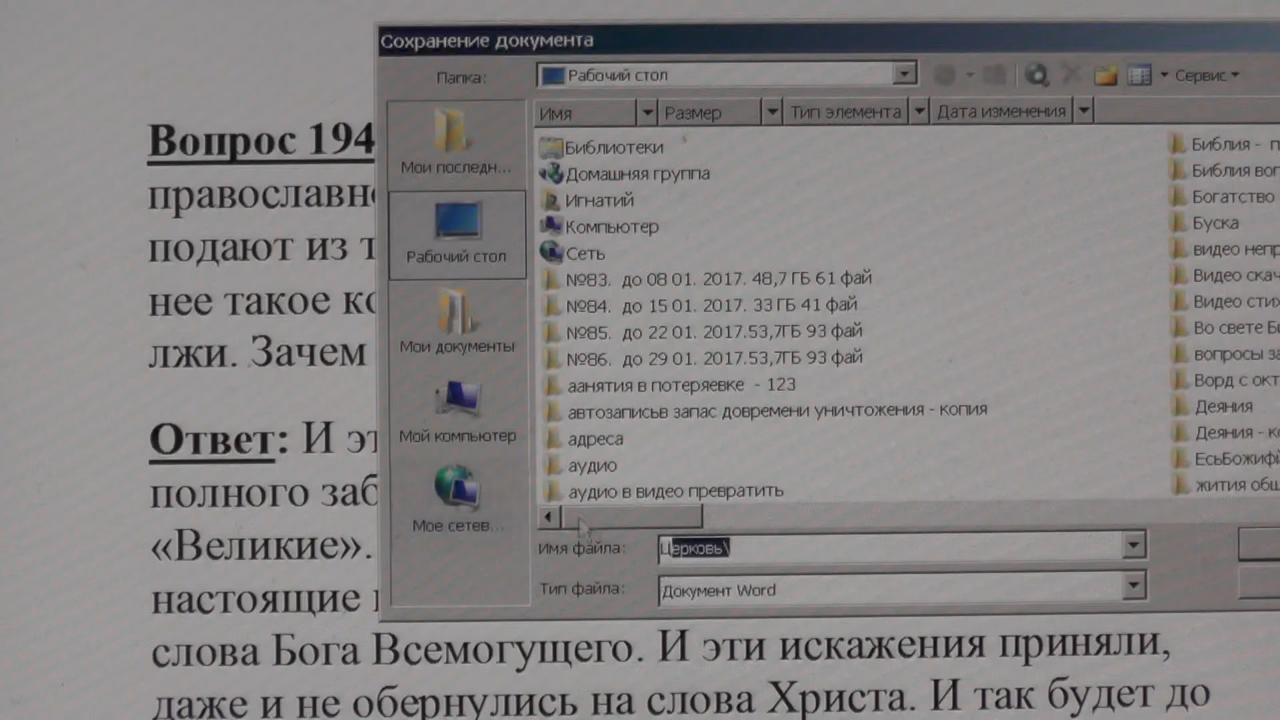 Сохранение документа
Папка:
Рабочий стол
Сервис
Имя
Размер
Тип элемента
Дата изменения
Мои последн...
Рабочий стол
Мои документы
Мой компьютер
Мое сетев...
Библиотеки
Домашняя группа
Игнатий
Компьютер
Сеть
№83. до 08 01. 2017. 48,7 ГБ 61 фай
№84. до 15 01. 2017. 33 ГБ 41 фай
№85. до 22 01. 2017.53,7ГБ 93 фай
№86. до 29 01. 2017.53,7ГБ 93 фай
аанятия в потеряевке - 123
автозаписьв запас довремени уничтожения - копия
адреса
аудио
аудио в видео превратить
Библия - п
Библия воп
Богатство
Буска
видео непр
Видео скач
Видео стих
Во свете Би
вопросы за
Ворд с окт
Деяния
Деяния - ко
ЕсьБожифи
жития общ
Имя файла:
Церковь\
Тип файла:
Документ Word
Вопрос 194
православно
подают из т
нее такое ко
лжи. Зачем
Ответ: И эт
полного заб
«Великие».
настоящие
слова Бога Всемогущего. И эти искажения приняли,
даже и не обернулись на слова Христа. И так будет до